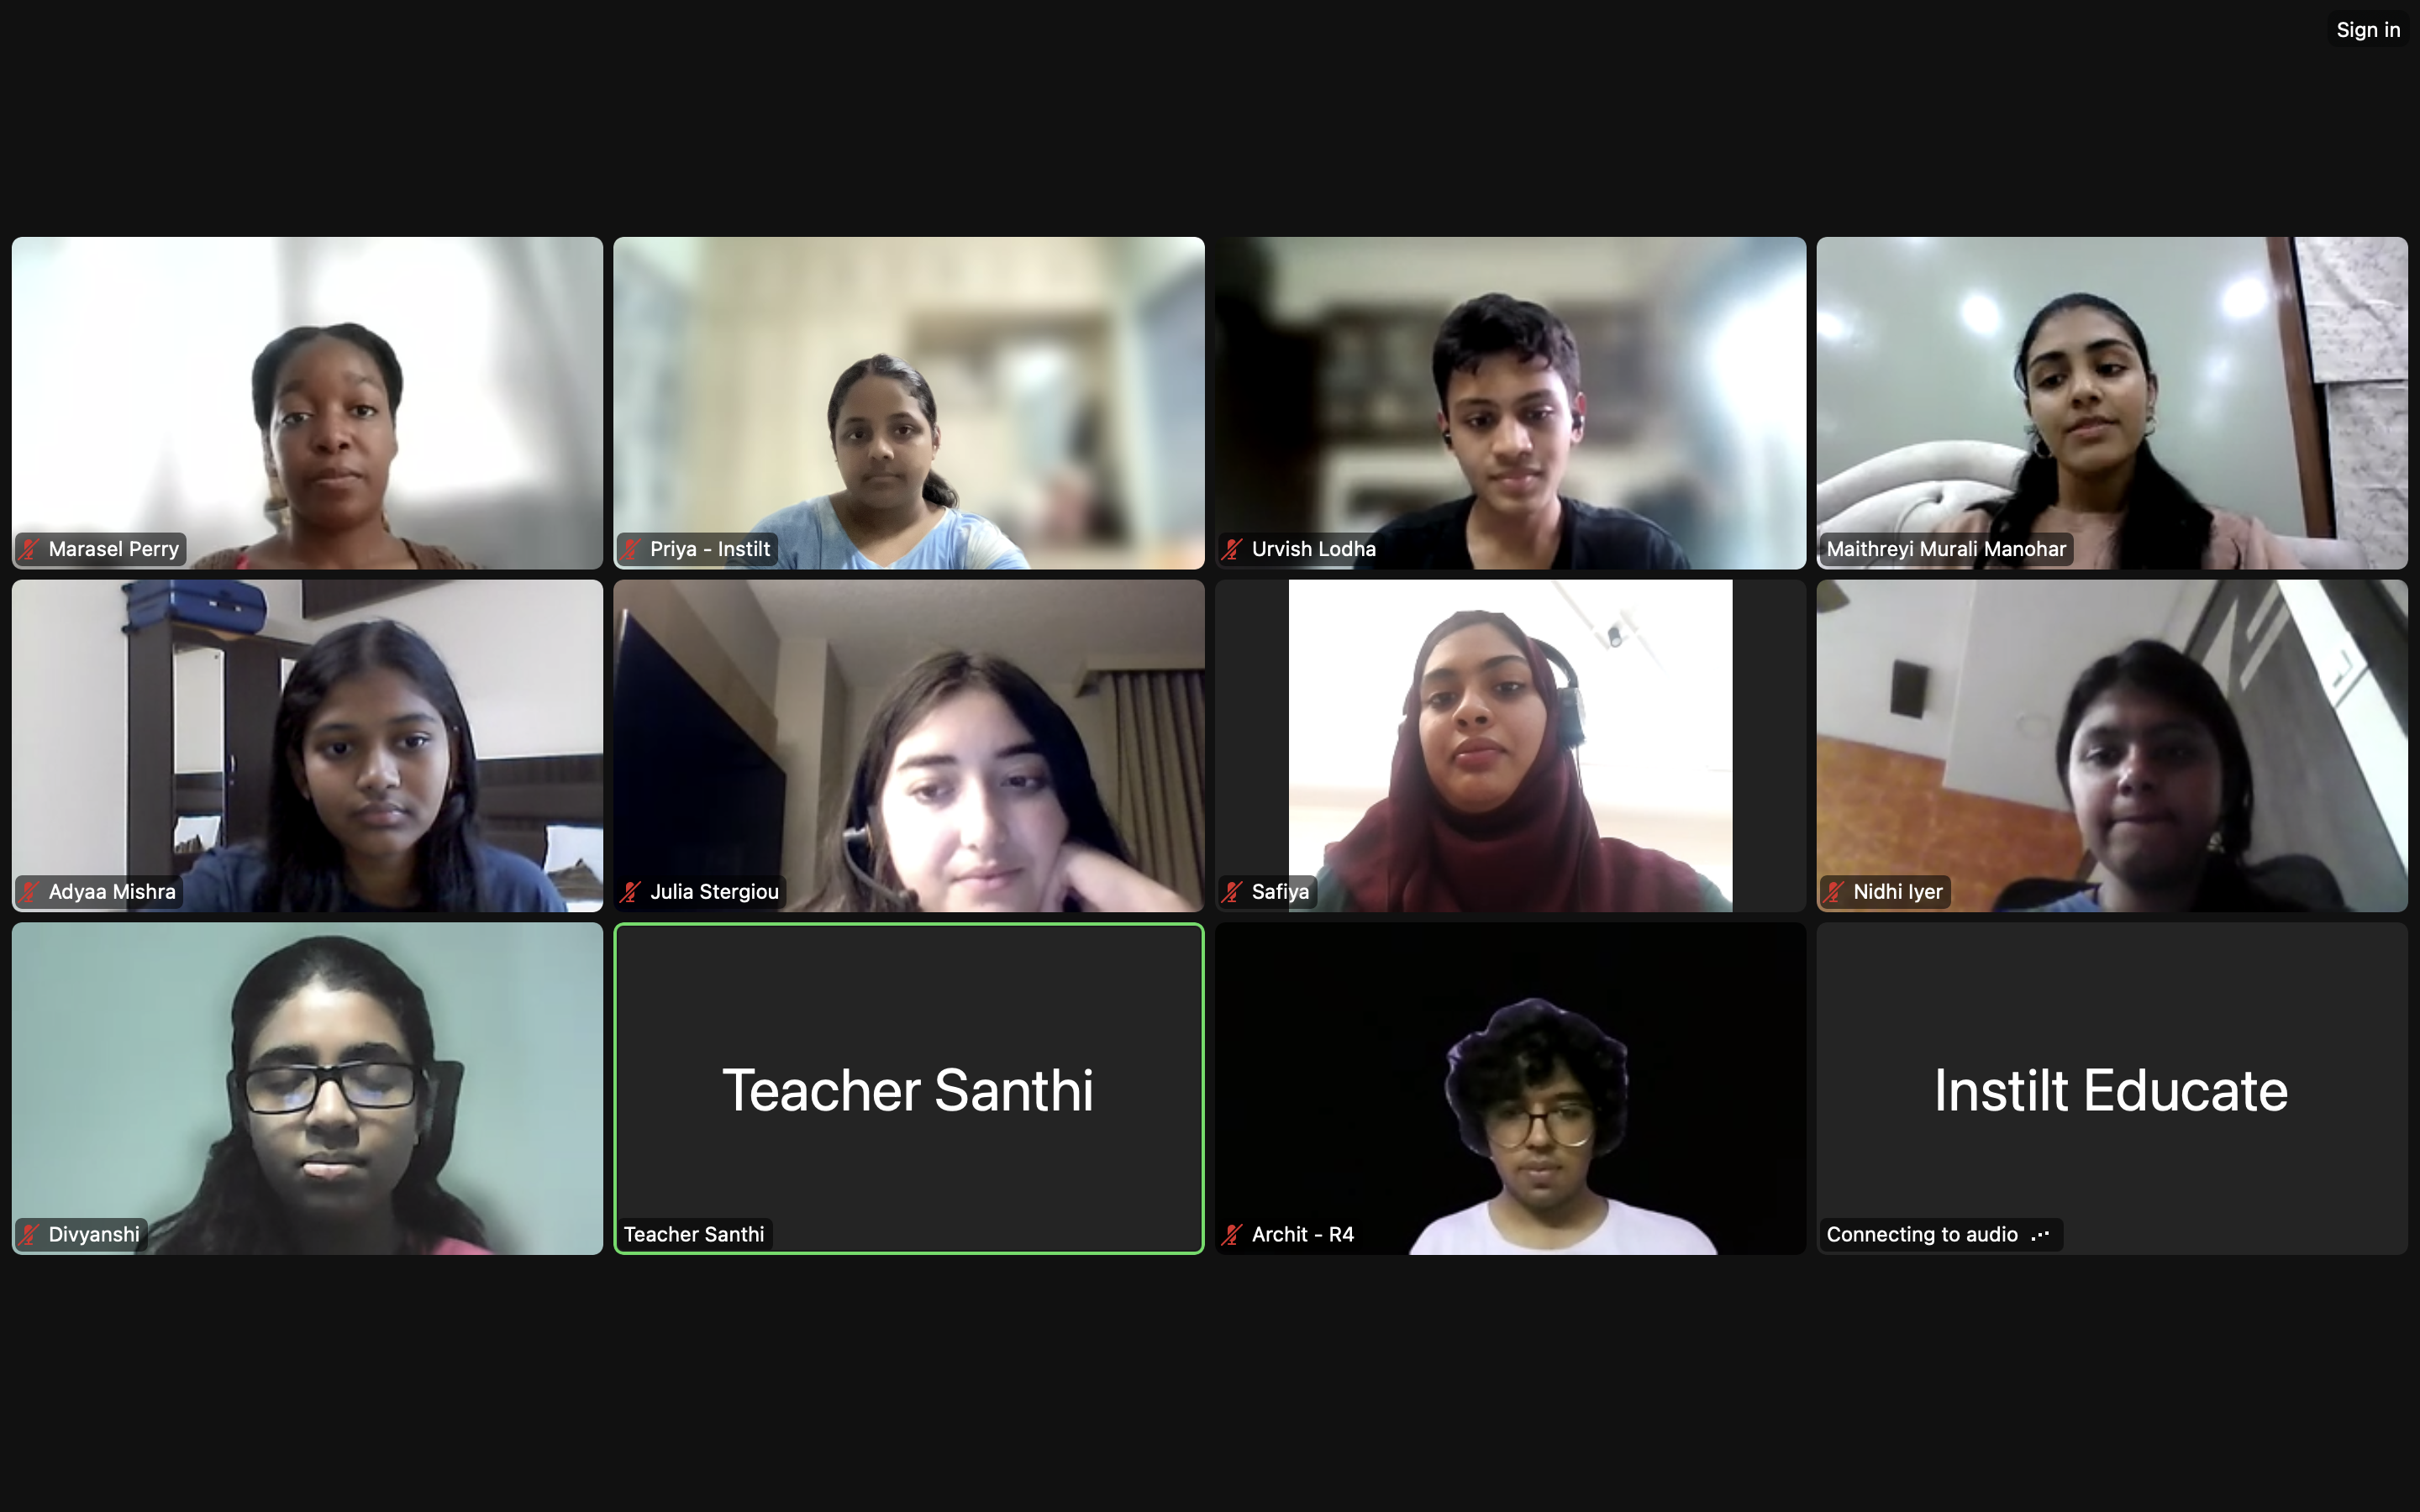 Sign in
Marasel Perry
Priya - Instilt
Urvish Lodha
Maithreyi Murali Manohar
Adyaa Mishra
Julia Stergiou
Safiya
Nidhi Iyer
Divyanshi
Teacher Santhi
Teacher Santhi
Archit - R4
Instilt Educate
Connecting to audio